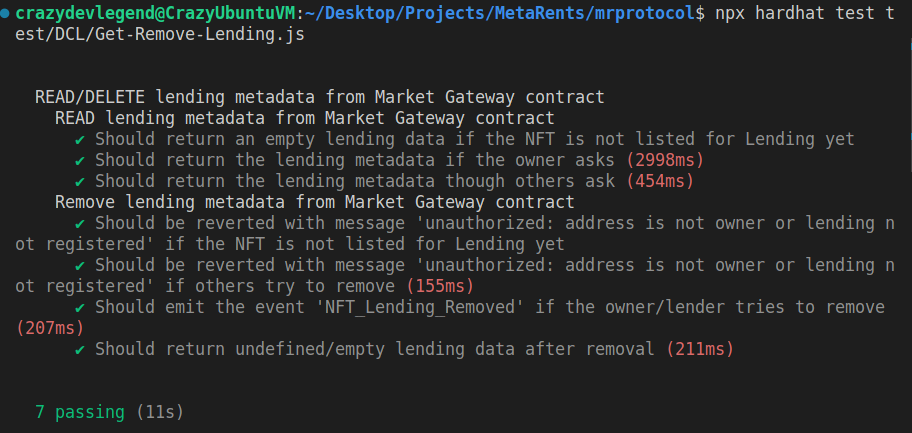 crazydevlegend@CrazyUbuntuVM:~/Desktop/Projects/MetaRents/mrprotocol$ npx hardhat test t
est/DCL/Get-Remove-Lending.js
READ/DELETE lending metadata from Market Gateway contract
READ lending metadata from Market Gateway contract
✔ Should return an empty lending data if the NFT is not listed for Lending yet
✔ Should return the lending metadata if the owner asks (2998ms)
✔ Should return the lending metadata though others ask (454ms)
Remove lending metadata from Market Gateway contract
✔ Should be reverted with message 'unauthorized: address is not owner or lending n
ot registered' if the NFT is not listed for Lending yet
✔ Should be reverted with message 'unauthorized: address is not owner or lending n
ot registered' if others try to remove (155ms)
✔ Should emit the event 'NFT_Lending_Removed' if the owner/lender tries to remove
(207ms)
✔ Should return undefined/empty lending data after removal (211ms)
7 passing (11s)